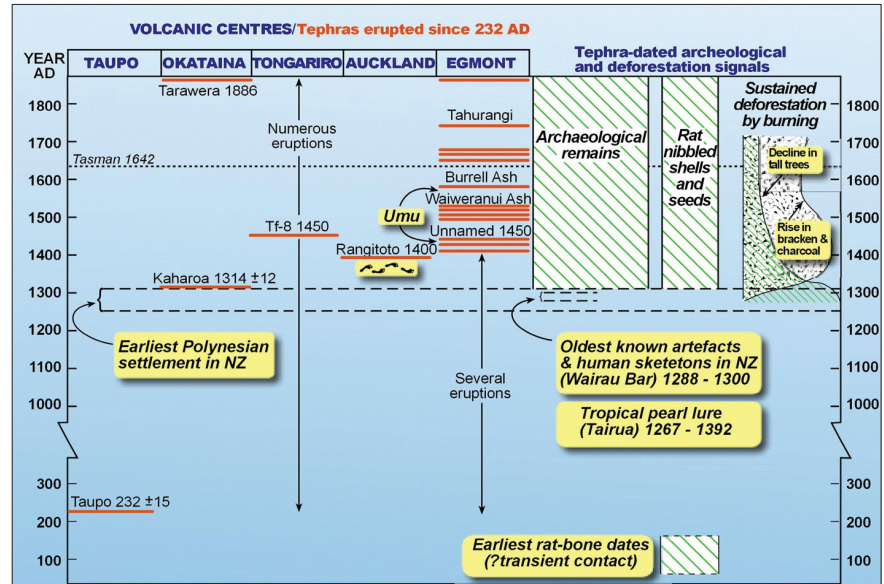 VOLCANIC CENTRES/Tephras erupted since 232 AD
YEAR
AD
TAUPO
OKATAINA
TONGARIRO
AUCKLAND
EGMONT
Tephra-dated archeological
and deforestation signals
1800
1700
1600
1500
1400
1300
1200
1100
1000
300
200
100
Tasman 1642
Taupo 232 ±15
Tarawera 1886
Kaharoa 1314 ±12
Numerous
eruptions
Tf-8 1450
Rangitoto 1400
Umu
Tahurangi
Burrell Ash
Waiweranui Ash
Unnamed 1450
Several
eruptions
Earliest Polynesian
settlement in NZ
Archaeological
remains
Rat
nibbled
shells
and
seeds
Sustained
deforestation
by burning
Decline in
tall trees
Rise in
bracken &
charcoal
Oldest known artefacts
& human sketetons in NZ
(Wairau Bar) 1288 - 1300
Tropical pearl lure
(Tairua) 1267 - 1392
Earliest rat-bone dates
(?transient contact)
1800
1700
1600
1500
1400
1300
1200
1100
1000
300
200
100